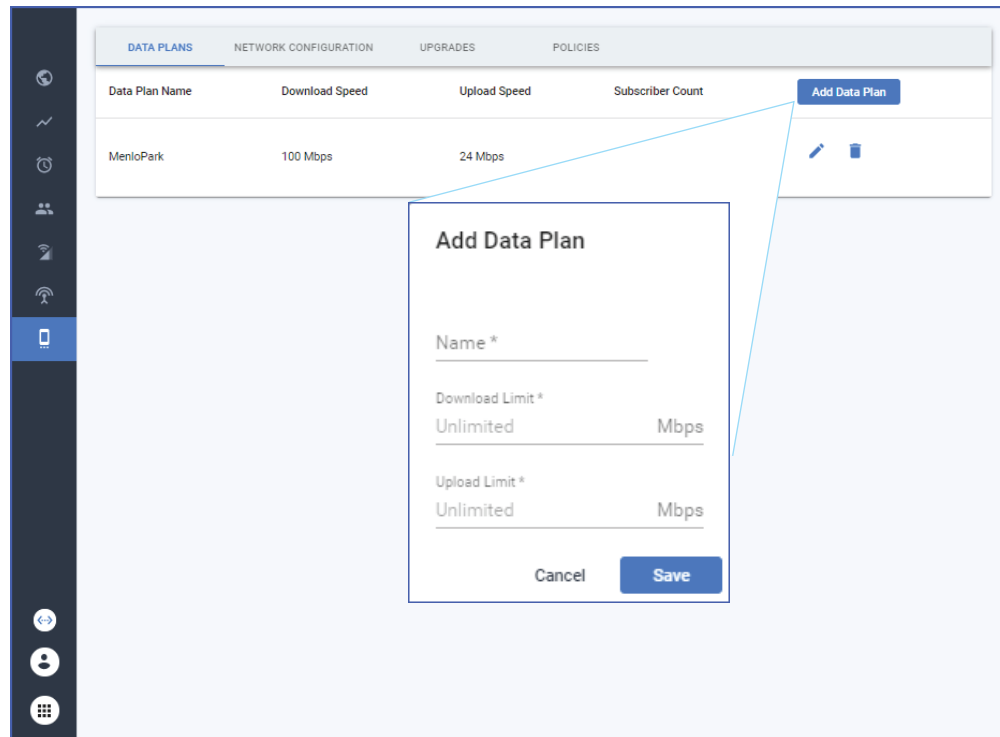 DATA PLANS NETWORK CONFIGURATION UPGRADES POLICIES
Data Plan Name Download Speed Upload Speed Subscriber Count Add Data Plan
MenloPark 100 Mbps 24 Mbps
Add Data Plan
Name *
Download Limit *
Unlimited Mbps
Upload Limit *
Unlimited Mbps
Cancel Save